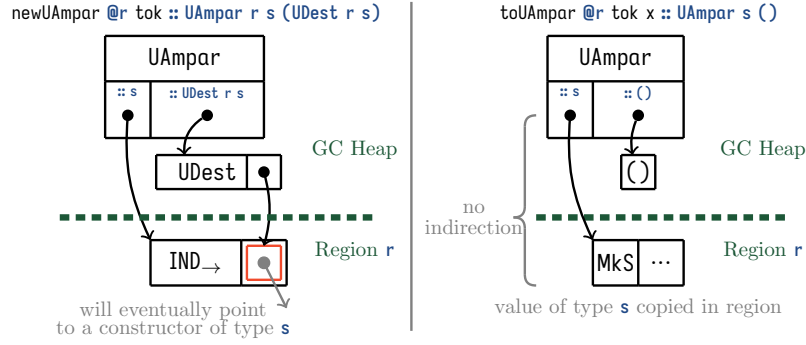 newUAmpar @r tok :: UAmpar r s (UDest r s)
UAmpar
:: s
:: UDest r s
GC Heap
UDest
Region r
IND→
will eventually point
to a constructor of type s
toUAmpar @r tok x :: UAmpar s ()
UAmpar
:: s
:: ()
GC Heap
()
no
indirection
Region r
MkS
...
value of type s copied in region